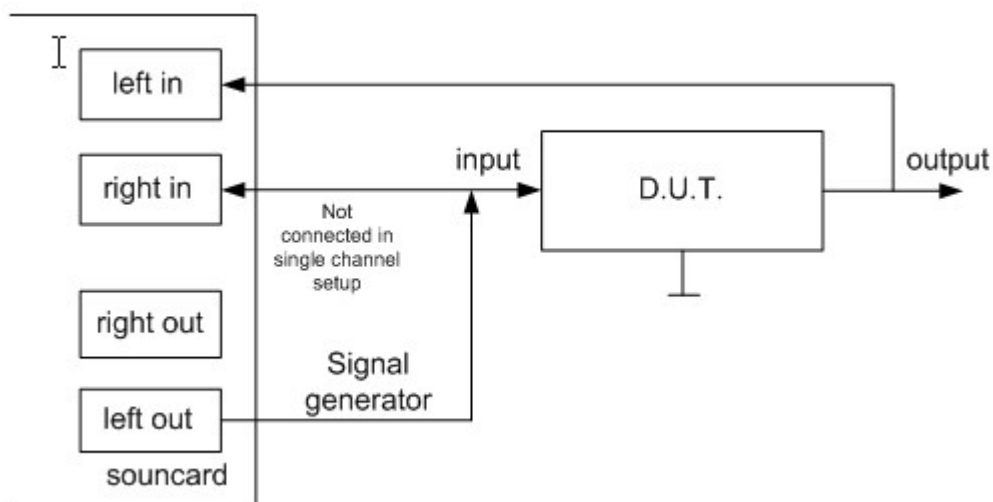 left in
right in
input
D.U.T.
output
Not
connected in
single channel
setup
right out
Signal
generator
left out
souncard